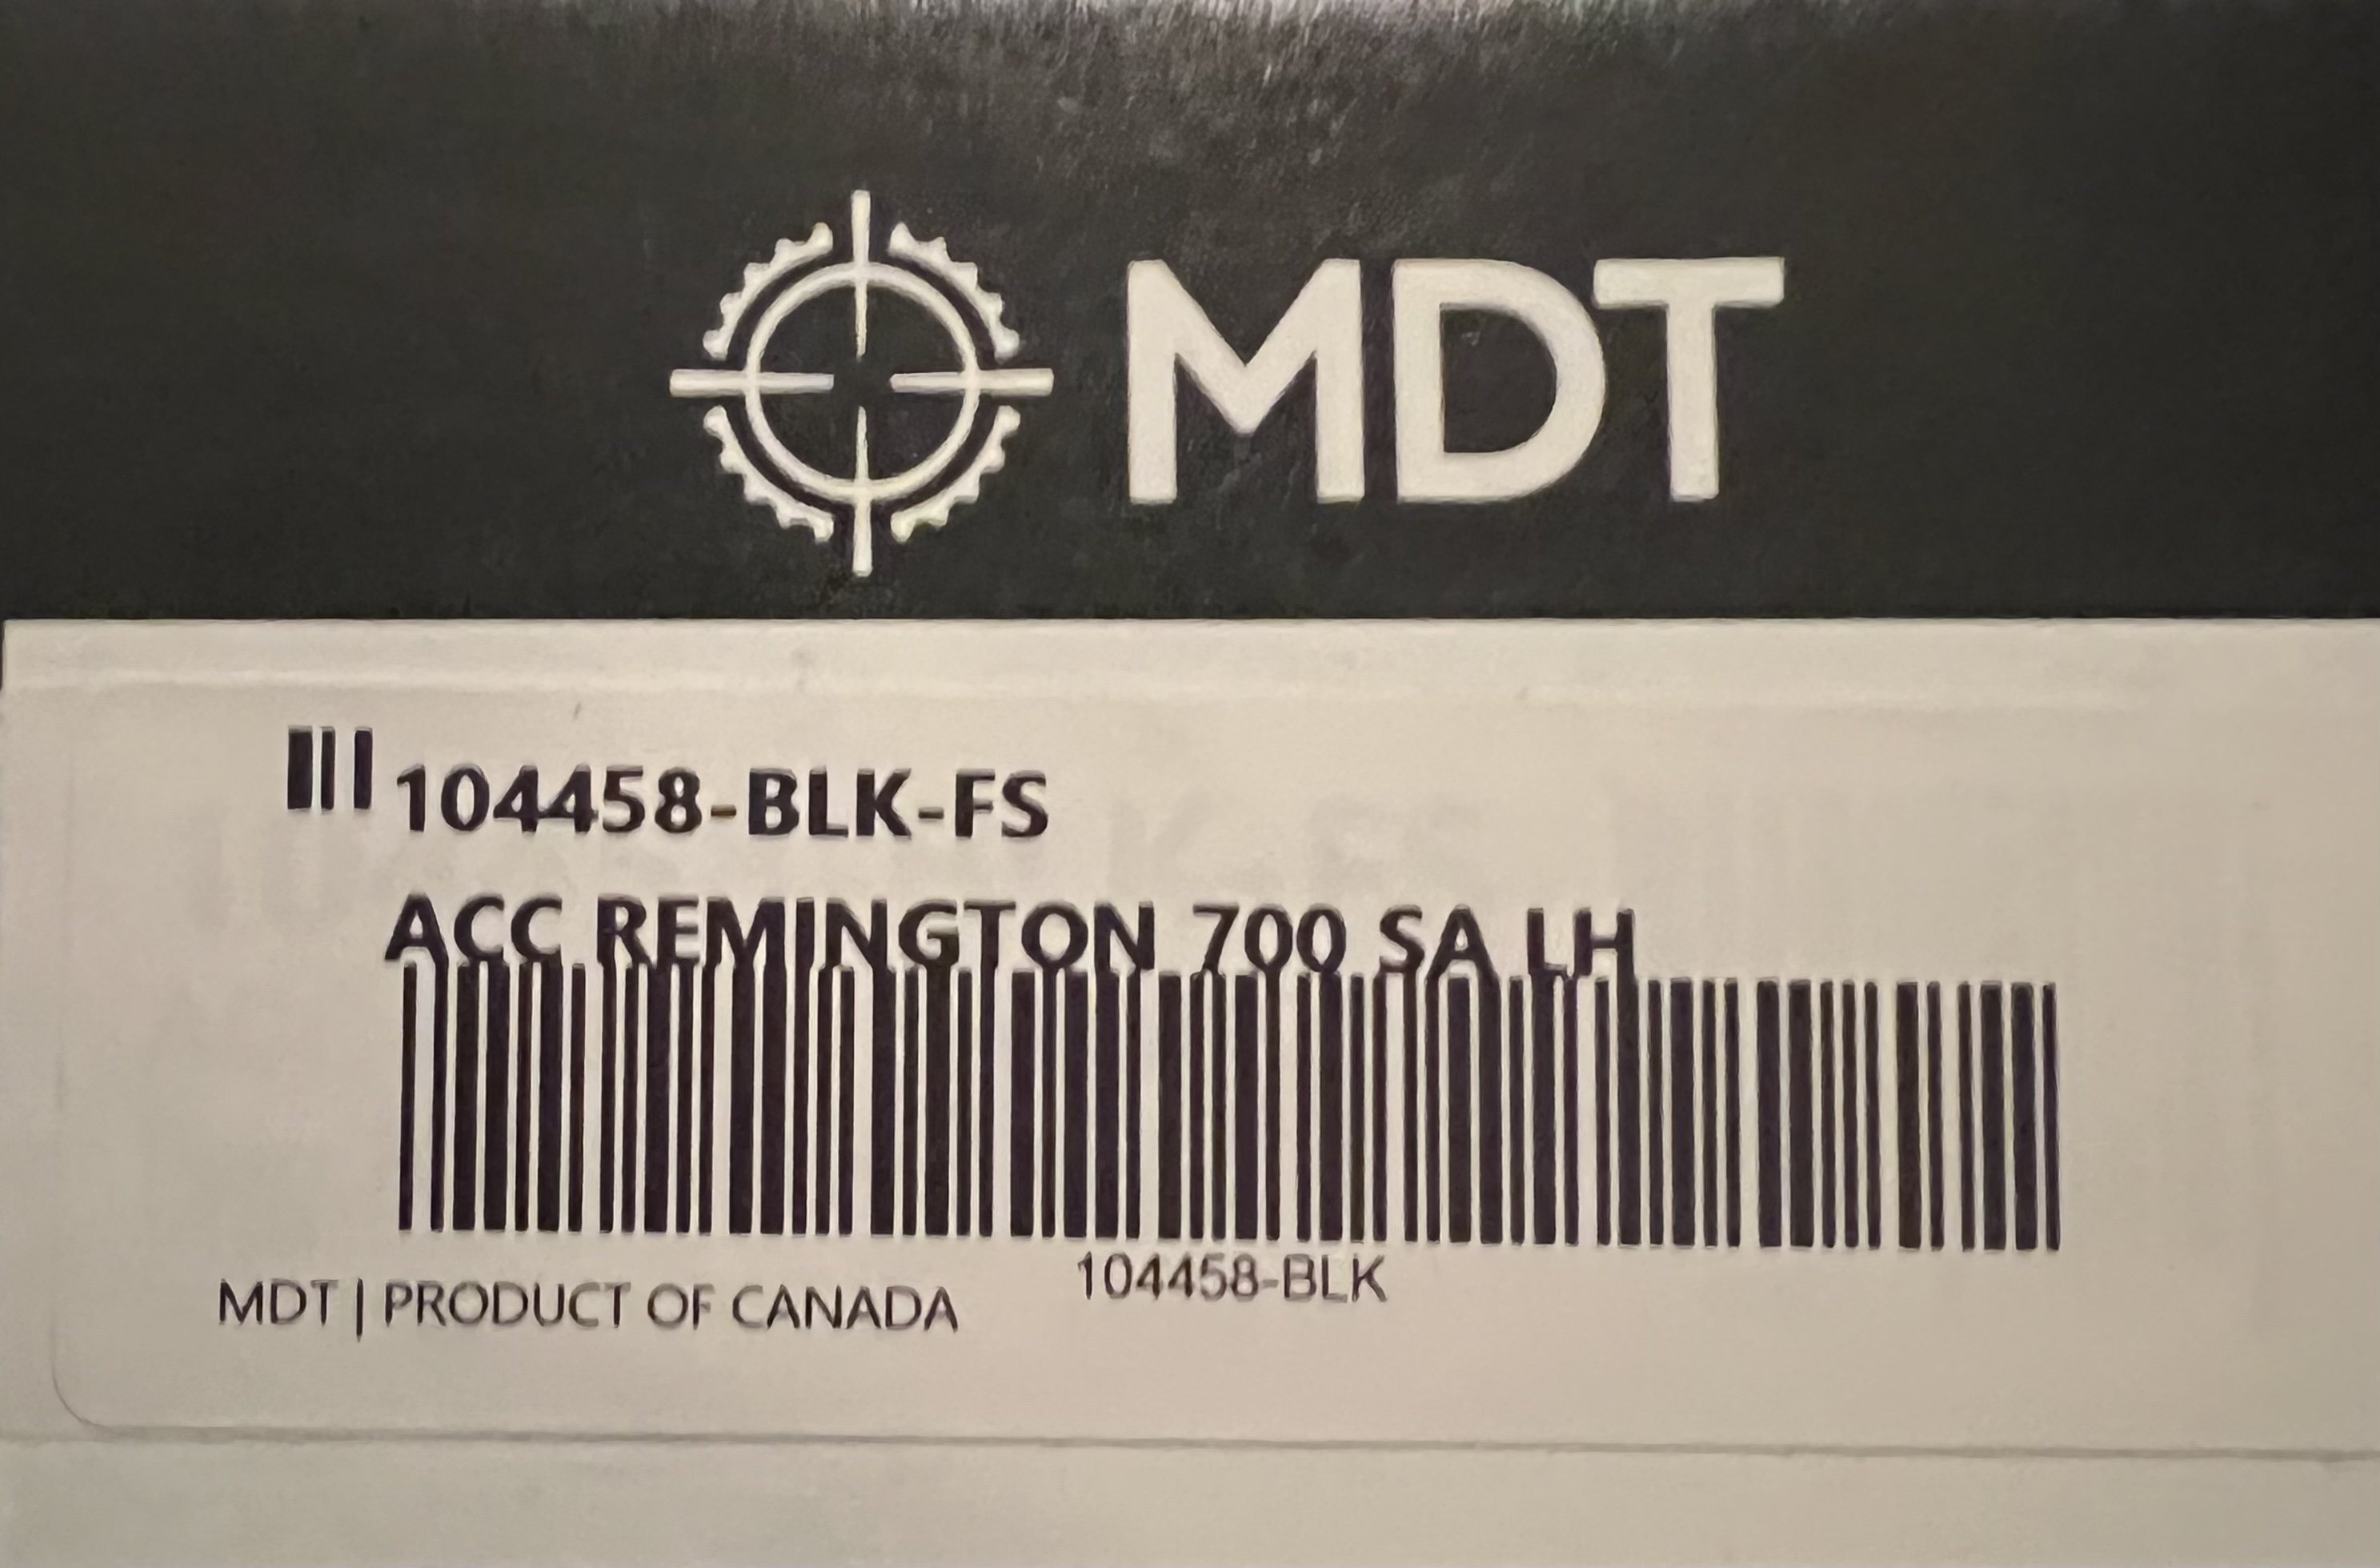 MDT
104458-BLK-FS
ACC REMINGTON 700 SA LH
104458-BLK
MDT | PRODUCT OF CANADA